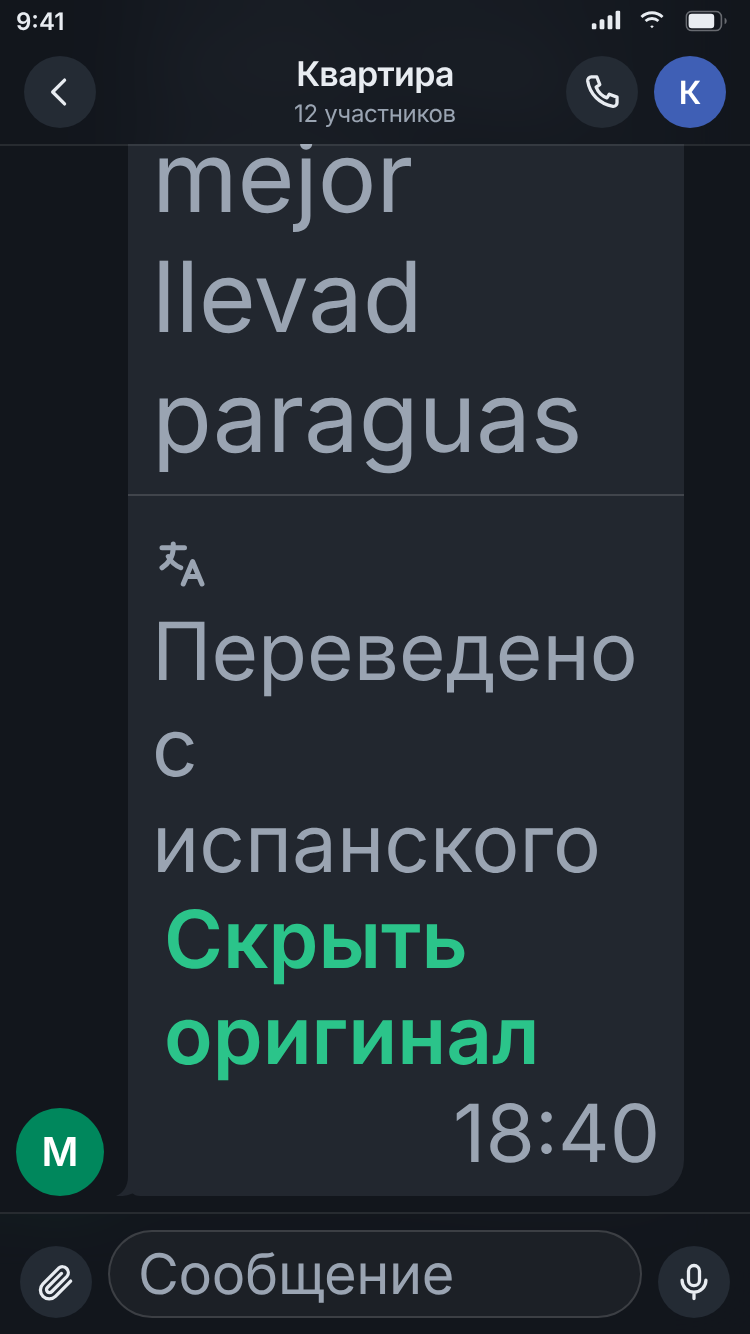 9:41
Квартира
12 участников
К
mejor
llevad
paraguas
Переведено
с
испанского
Скрыть
оригинал
18:40
М
Сообщение